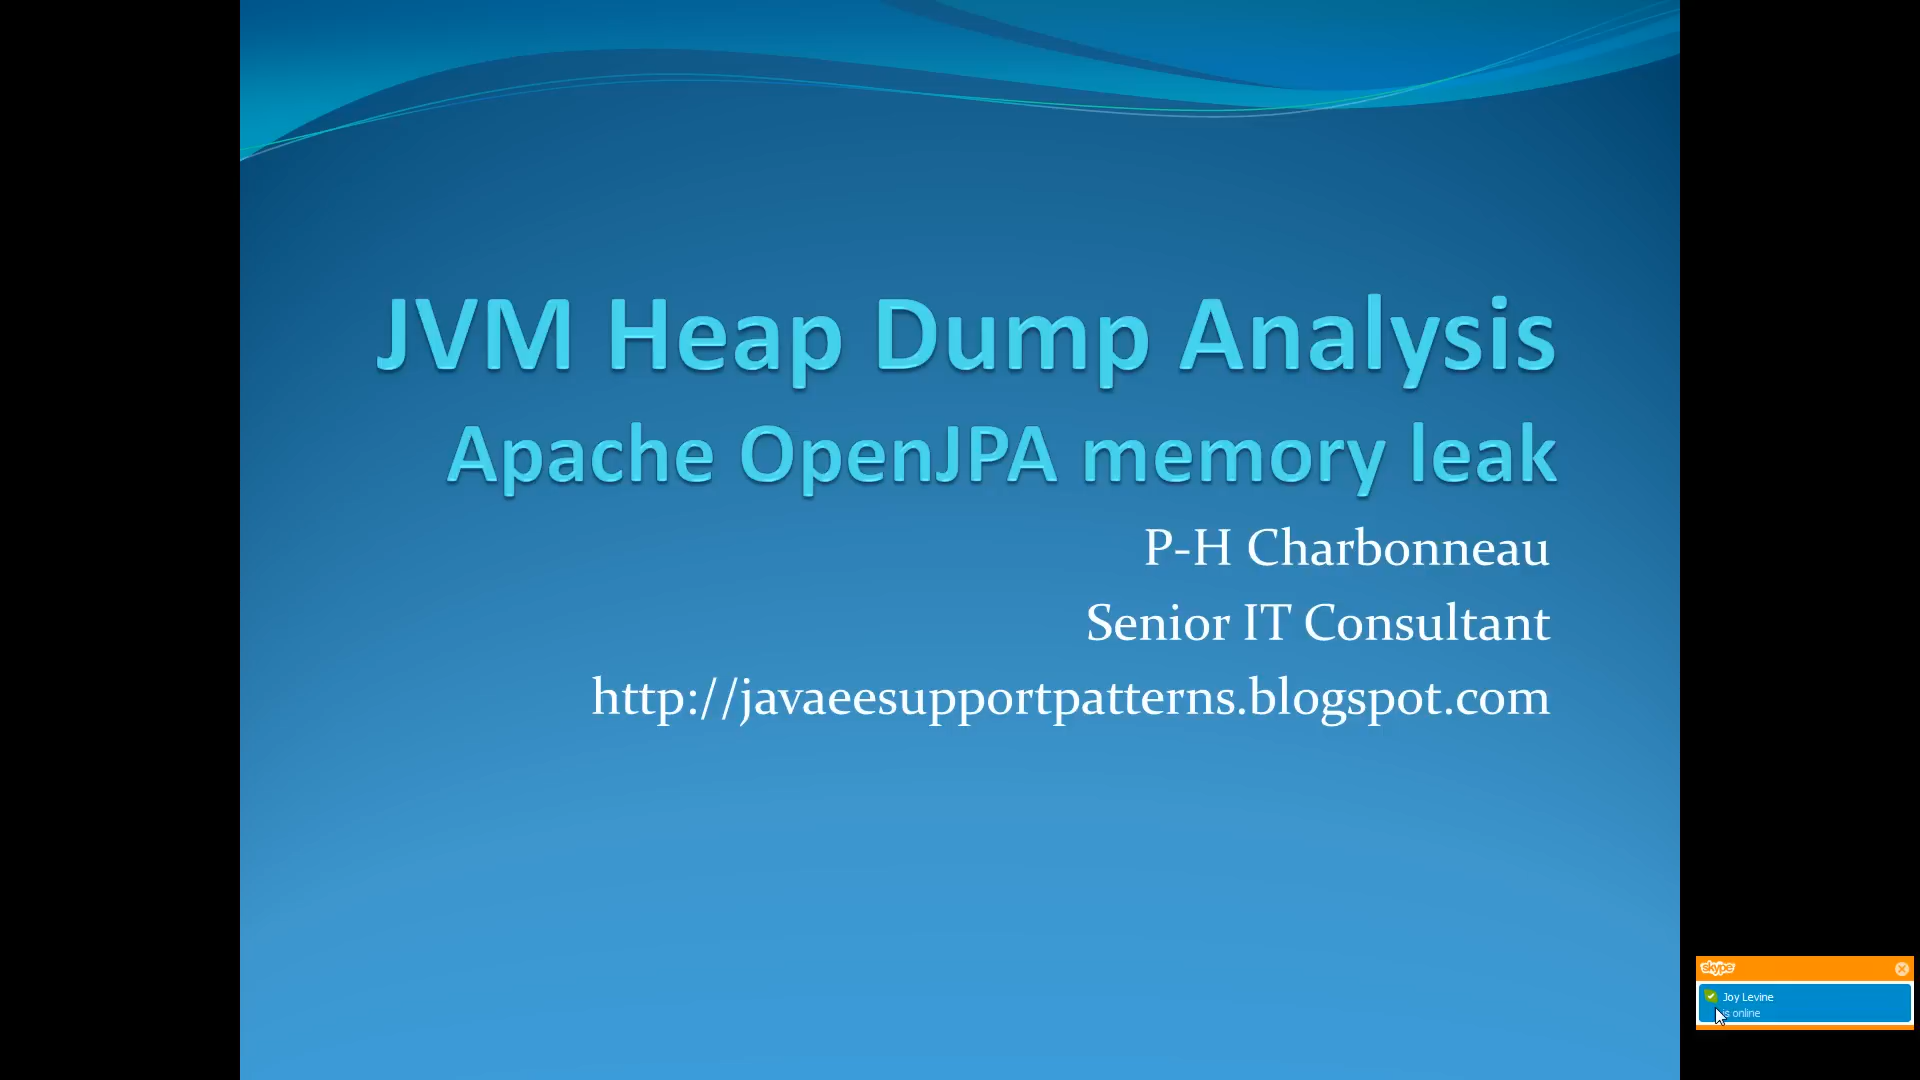 JVM Heap Dump Analysis
Apache OpenJPA memory leak
P-H Charbonneau
Senior IT Consultant
http://javaeesupportpatterns.blogspot.com
skype
Joy Levine
is online